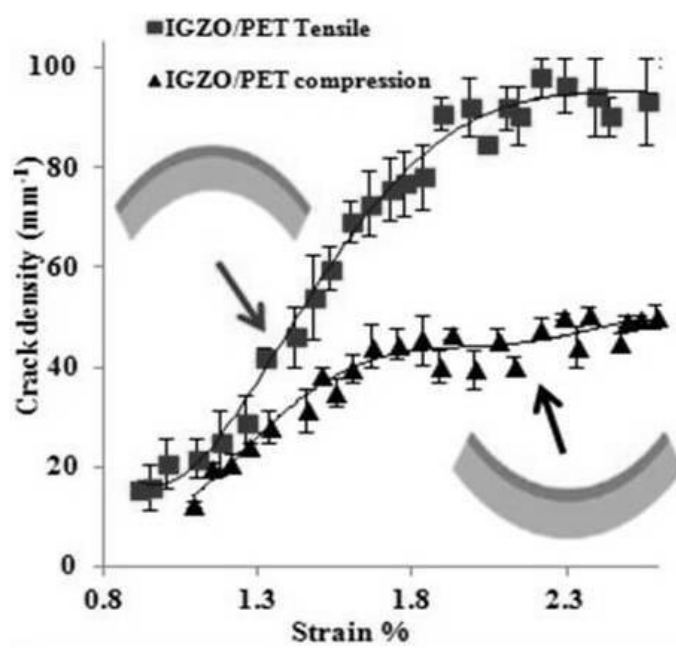 IGZO/PET Tensile
IGZO/PET compression
100
80
60
40
20
0
Crack density (mm-1)
0.8 1.3 1.8 2.3
Strain %